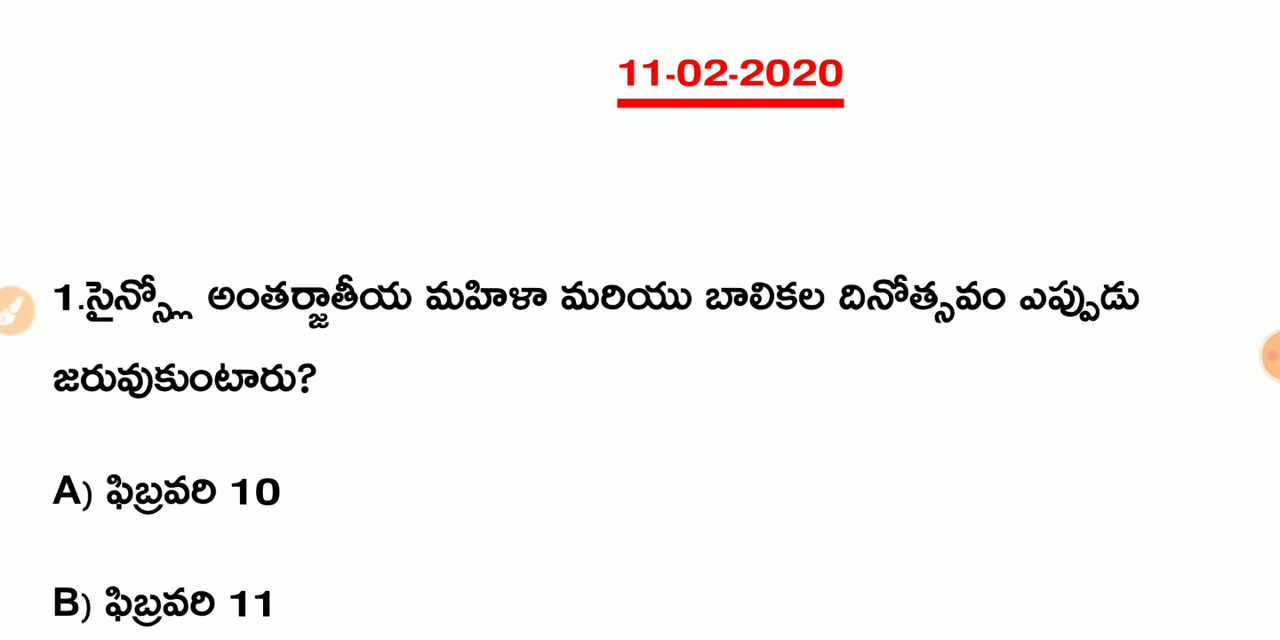 11-02-2020
1.సైన్స్లో అంతర్జాతీయ మహిళా మరియు బాలికల దినోత్సవం ఎప్పుడు
జరువుకుంటారు?
A) ఫిబ్రవరి 10
B) ఫిబ్రవరి 11